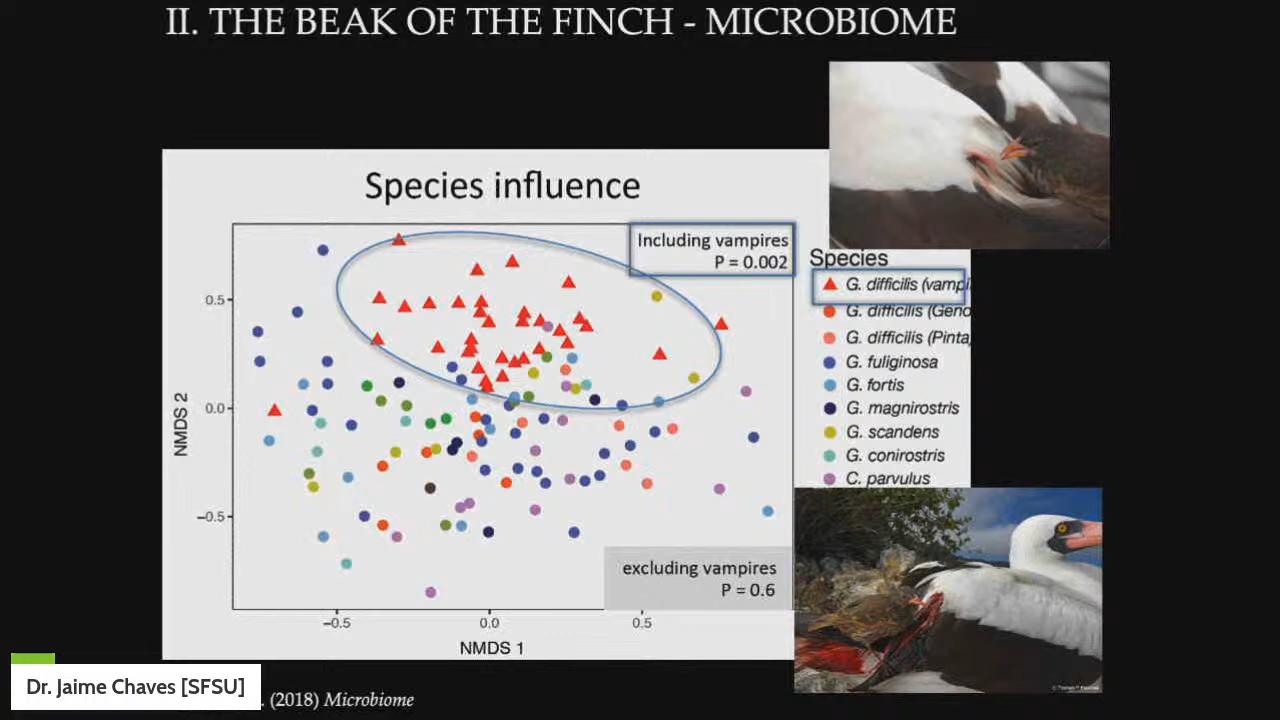 II. THE BEAK OF THE FINCH - MICROBIOME
Species influence
Including vampires
P = 0.002
Species
G. difficilis (vampi
G. difficilis (Geno
G. difficilis (Pinta,
G. fuliginosa
G. fortis
G. magnirostris
G. scandens
G. conirostris
C. parvulus
NMDS 2
0.5
0.0
−0.5
excluding vampires
P = 0.6
−0.5
0.0
0.5
NMDS 1
Dr. Jaime Chaves [SFSU]
. (2018) Microbiome